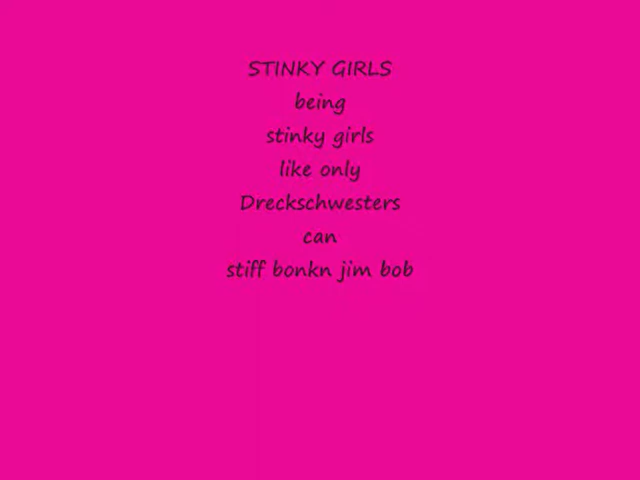 STINKY GIRLS
being
stinky girls
like only
Dreckschwesters
can
stiff bonkn jim bob